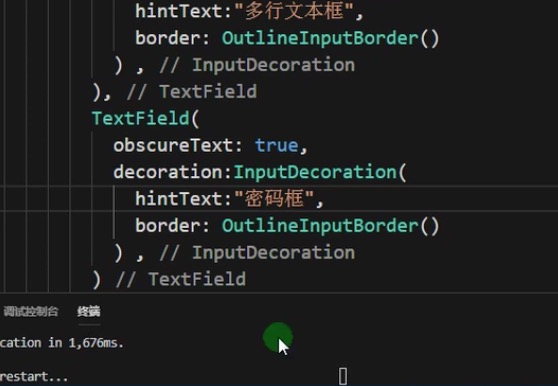 hintText:"多行文本框",
border: OutlineInputBorder()
) , // InputDecoration
), // TextField
TextField(
obscureText: true,
decoration:InputDecoration(
hintText:"密码框",
border: OutlineInputBorder()
) , // InputDecoration
) // TextField
调试控制台 终端
cation in 1,676ms.
restart...